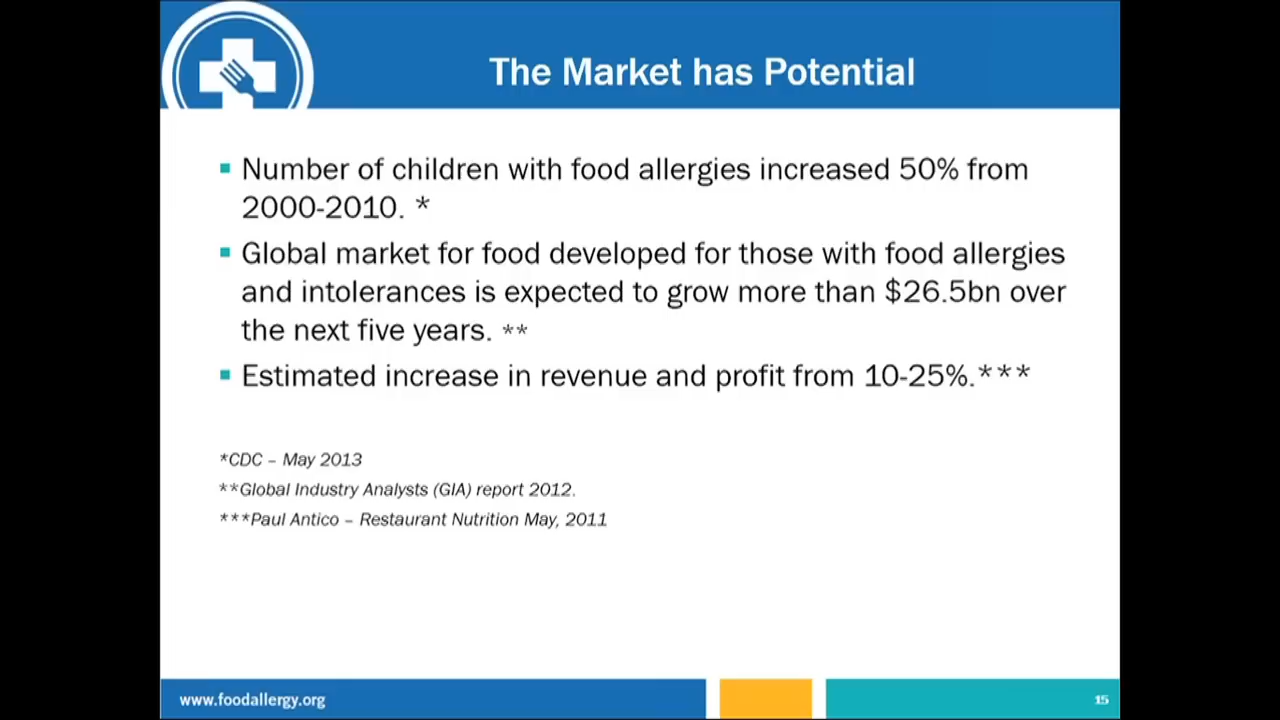 The Market has Potential
Number of children with food allergies increased 50% from
2000-2010. *
Global market for food developed for those with food allergies
and intolerances is expected to grow more than $26.5bn over
the next five years. **
Estimated increase in revenue and profit from 10-25%.***
*CDC – May 2013
**Global Industry Analysts (GIA) report 2012.
***Paul Antico – Restaurant Nutrition May, 2011
www.foodallergy.org
15